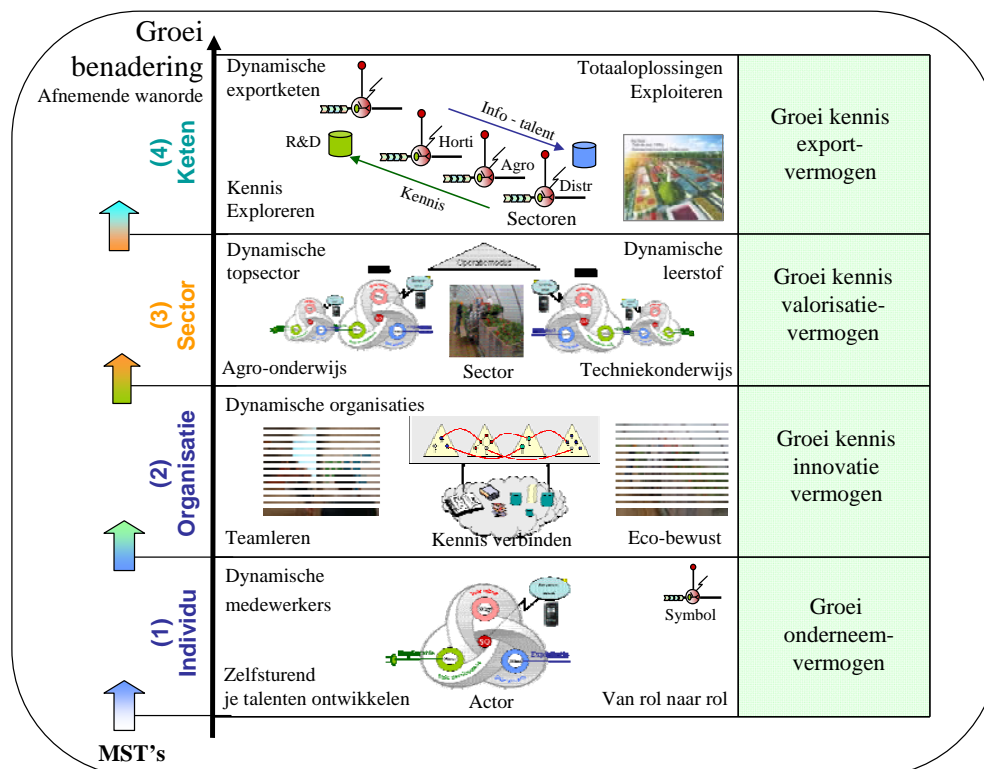 Groei
benadering
Afnemende wanorde
(4)
Keten
Dynamische
exportketen
Totaaloplossingen
Exploiteren
Info - talent
R&D
Horti
Agro
Distr
Kennis
Kennis
Exploreren
Sectoren
Groei kennis
export-
vermogen
(3)
Sector
Dynamische
topsector
Dynamische
leerstof
Agro-onderwijs
Sector
Techniekonderwijs
Groei kennis
valorisatie-
vermogen
(2)
Organisatie
Dynamische organisaties
Teamleren
Kennis verbinden
Eco-bewust
Groei kennis
innovatie
vermogen
(1)
Individu
Dynamische
medewerkers
Symbol
Zelfsturend
je talenten ontwikkelen
Actor
Van rol naar rol
Groei
onderneem-
vermogen
MST's